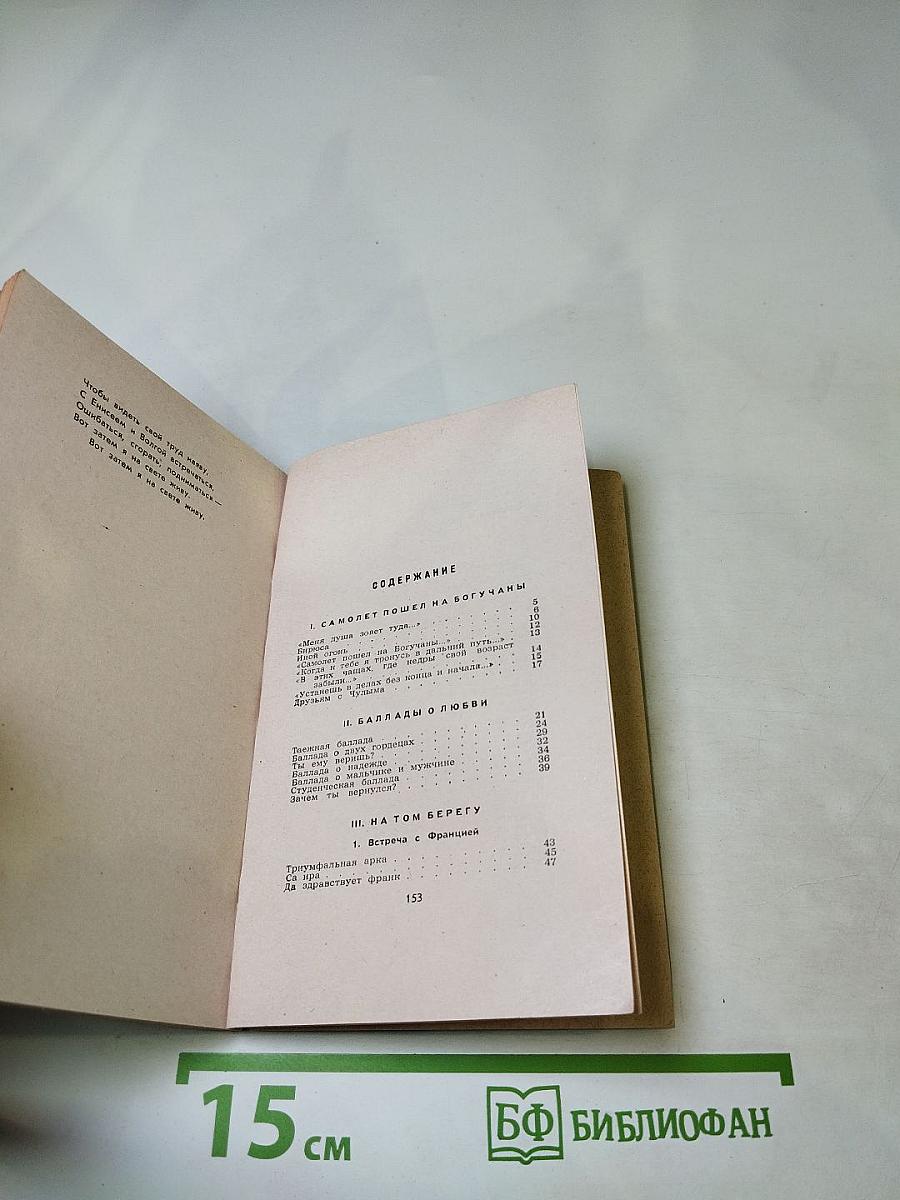 Чтобы видеть свой труд наяву,
С Енисеем и Волгой встречаться,
Ошибаться, сгорать, подниматься —
Вот затем я на свете живу.
Вот затем я на свете живу.
СОДЕРЖАНИЕ
I. САМОЛЕТ ПОШЕЛ НА БОГУЧАНЫ
«Меня душа зовет туда...» 5
Бирюса 6
Иной огонь 10
«Самолет пошел на Богучаны...» 12
«Когда к тебе я тронусь в дальний путь...» 13
«В этих чащах, где кедры свой возраст
забыли...» 14
«Устанешь в делах без конца и начала...» 15
Друзьям с Чулыма 17
II. БАЛЛАДЫ О ЛЮБВИ
Таежная баллада 21
Баллада о двух гордецах 24
Ты ему веришь? 29
Баллада о надежде 32
Баллада о мальчике и мужчине 34
Студенческая баллада 36
Зачем ты вернулся? 39
III. НА ТОМ БЕРЕГУ
1. Встреча с Францией
Триумфальная арка 43
Са ира 45
Да здравствует франк 47
153
15 см
БФ БИБЛИОФАН